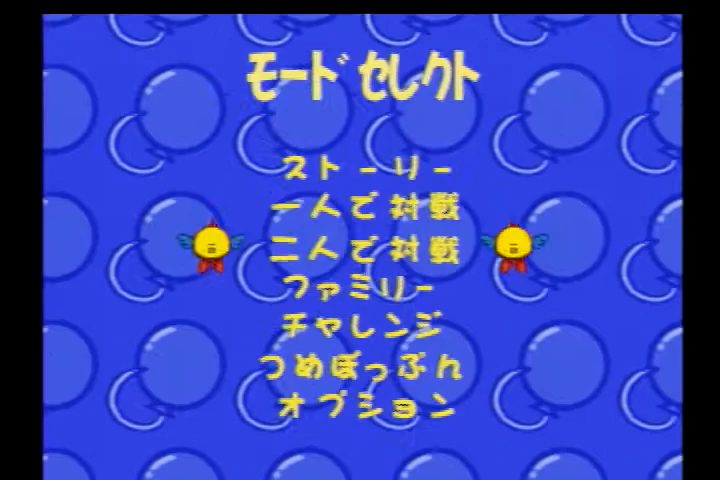 モードセレクト
ストーリー
一人で対戦
二人で対戦
ファミリー
チャレンジ
つめぽっぷん
オプション